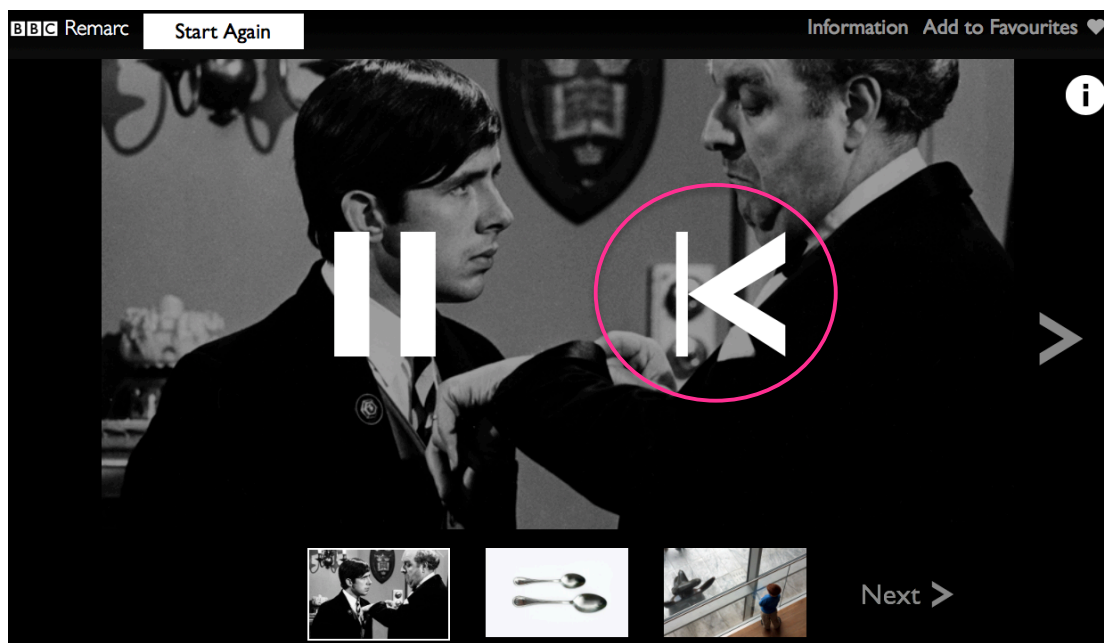 BBC Remarc
Start Again
Information
Add to Favourites
i
Next >